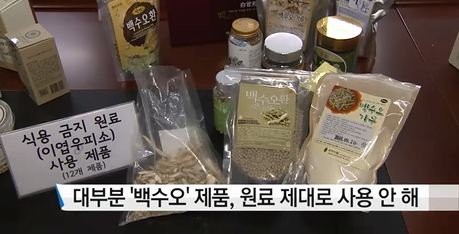 백수오환
식용 금지 원료
(이엽우피소)
사용 제품
(12개 제품)
백수오환
백수오
가루
대부분 '백수오' 제품, 원료 제대로 사용 안 해